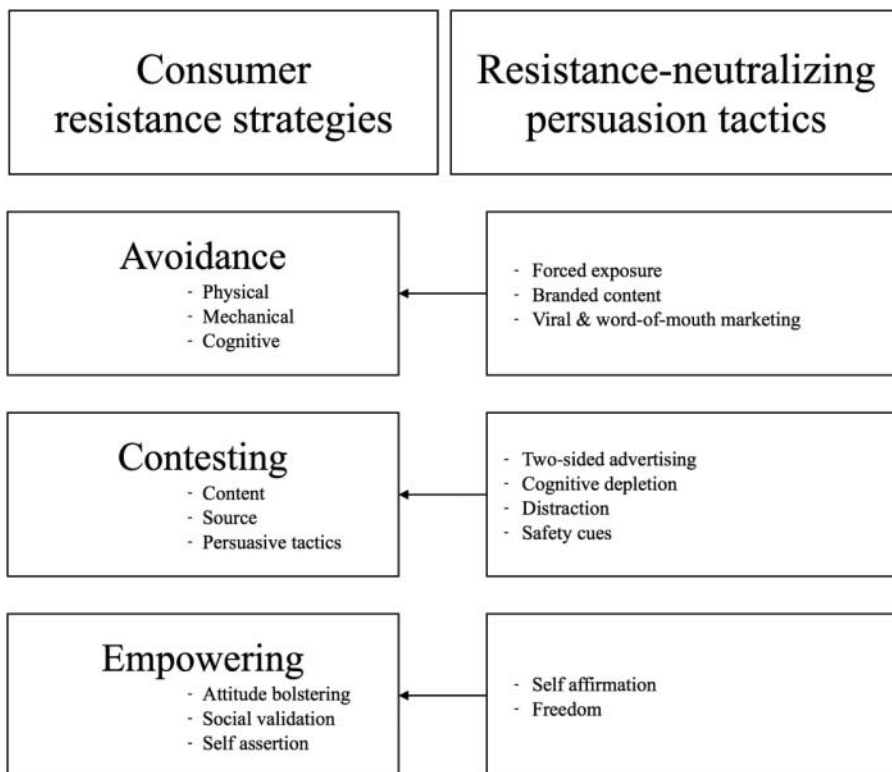 Consumer
resistance strategies
Resistance-neutralizing
persuasion tactics
Avoidance
- Physical
- Mechanical
- Cognitive
- Forced exposure
- Branded content
- Viral & word-of-mouth marketing
Contesting
- Content
- Source
- Persuasive tactics
- Two-sided advertising
- Cognitive depletion
- Distraction
- Safety cues
Empowering
- Attitude bolstering
- Social validation
- Self assertion
- Self affirmation
- Freedom